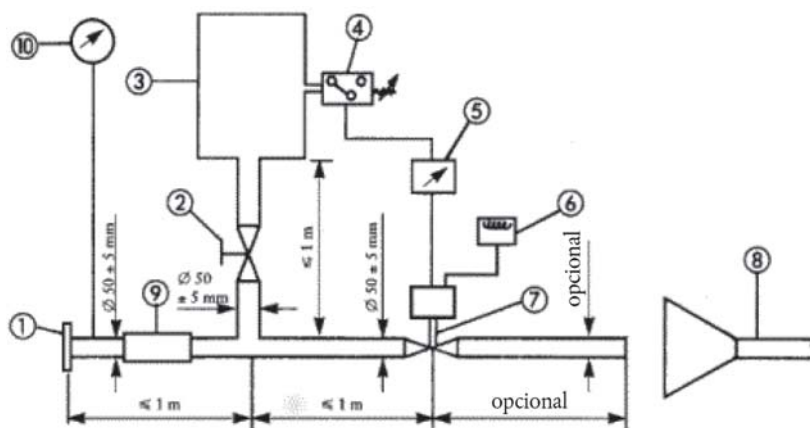 10
4
3
5
2
6
≤ 1 m
Ø 50 ± 5 mm
Ø 50
± 5 mm
Ø 50 ± 5 mm
opcional
8
9
7
1
≤ 1 m
≤ 1 m
opcional